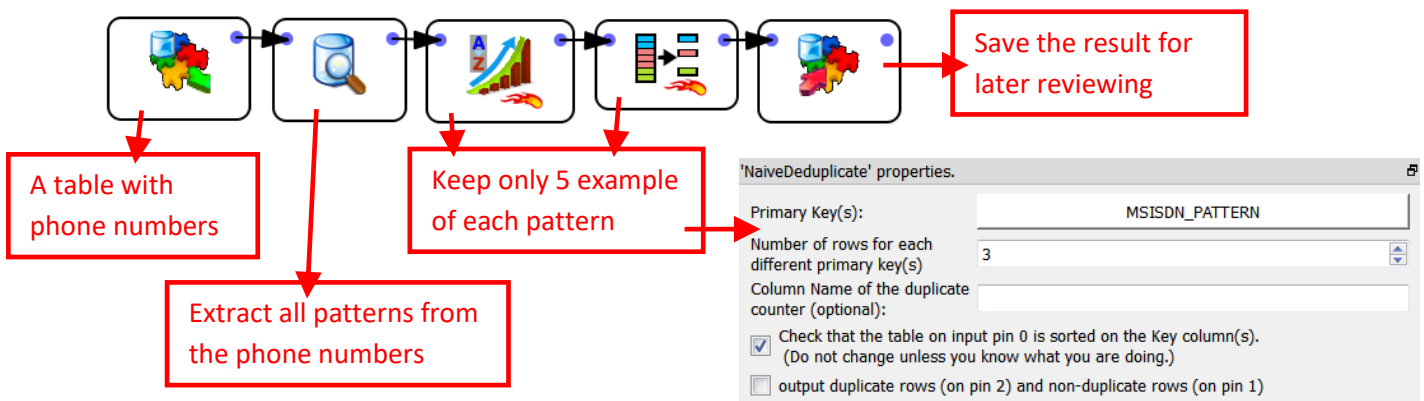 A
Z
Save the result for
later reviewing
A table with
phone numbers
Keep only 5 example
of each pattern
Extract all patterns from
the phone numbers
'NaiveDeduplicate' properties.
Primary Key(s):
MSISDN_PATTERN
Number of rows for each
different primary key(s)
3
Column Name of the duplicate
counter (optional):
Check that the table on input pin 0 is sorted on the Key column(s).
(Do not change unless you know what you are doing.)
output duplicate rows (on pin 2) and non-duplicate rows (on pin 1)